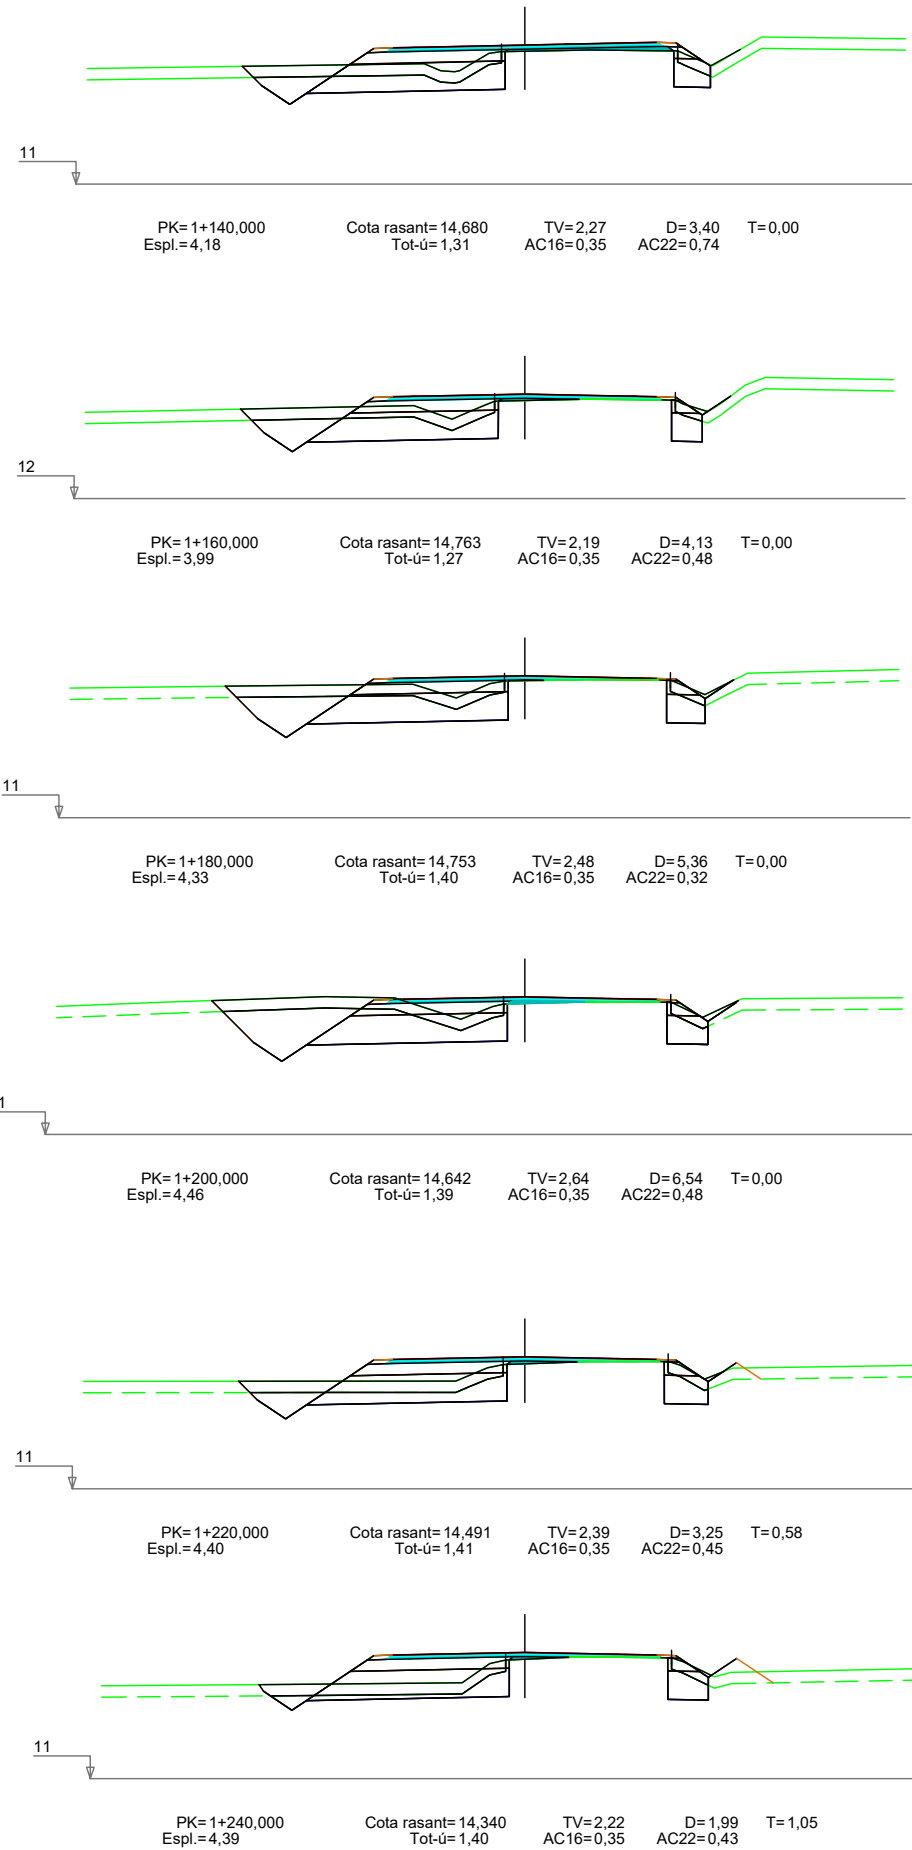 11
PK= 1+140,000 Cota rasant= 14,680 TV= 2,27 D= 3,40 T= 0,00
Espl.= 4,18 Tot-ú= 1,31 AC16= 0,35 AC22= 0,74
12
PK= 1+160,000 Cota rasant= 14,763 TV= 2,19 D= 4,13 T= 0,00
Espl.= 3,99 Tot-ú= 1,27 AC16= 0,35 AC22= 0,48
11
PK= 1+180,000 Cota rasant= 14,753 TV= 2,48 D= 5,36 T= 0,00
Espl.= 4,33 Tot-ú= 1,40 AC16= 0,35 AC22= 0,32
1
PK= 1+200,000 Cota rasant= 14,642 TV= 2,64 D= 6,54 T= 0,00
Espl.= 4,46 Tot-ú= 1,39 AC16= 0,35 AC22= 0,48
11
PK= 1+220,000 Cota rasant= 14,491 TV= 2,39 D= 3,25 T= 0,58
Espl.= 4,40 Tot-ú= 1,41 AC16= 0,35 AC22= 0,45
11
PK= 1+240,000 Cota rasant= 14,340 TV= 2,22 D= 1,99 T= 1,05
Espl.= 4,39 Tot-ú= 1,40 AC16= 0,35 AC22= 0,43